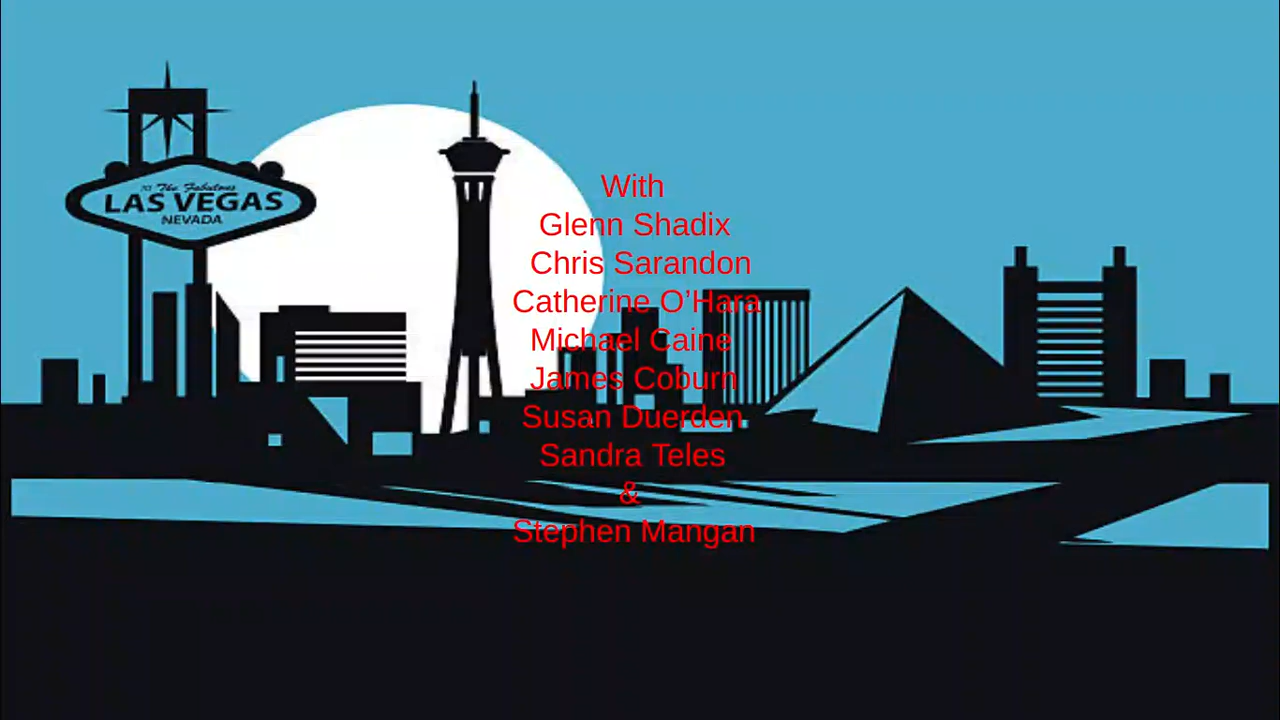 To The Fabulous
LAS VEGAS
NEVADA
With
Glenn Shadix
Chris Sarandon
Catherine O’Hara
Michael Caine
James Coburn
Susan Duerden
Sandra Teles
&
Stephen Mangan